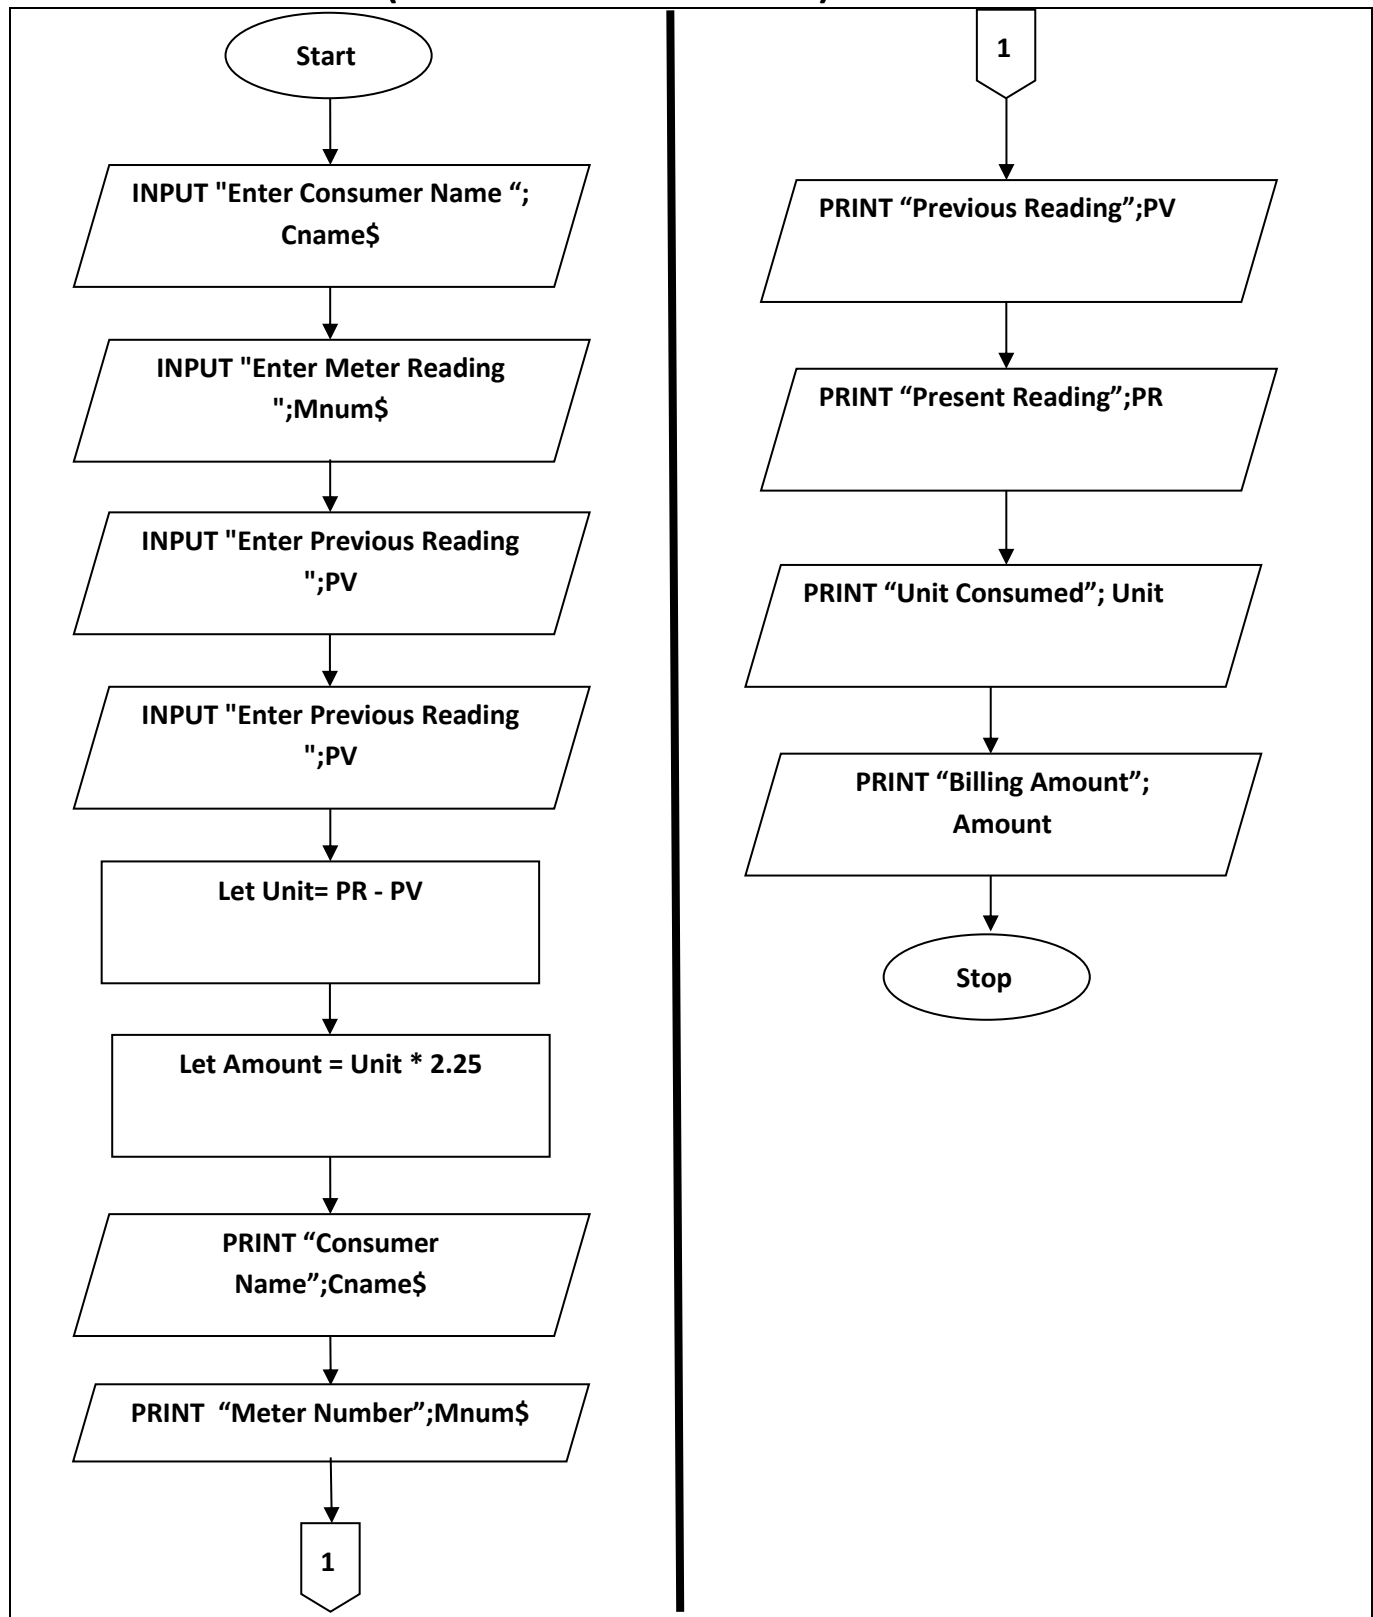 Start
INPUT "Enter Consumer Name “;
Cname$
INPUT "Enter Meter Reading
";Mnum$
INPUT "Enter Previous Reading
";PV
INPUT "Enter Previous Reading
";PV
Let Unit= PR - PV
Let Amount = Unit * 2.25
PRINT “Consumer
Name”;Cname$
PRINT  “Meter Number”;Mnum$
1
1
PRINT “Previous Reading”;PV
PRINT “Present Reading”;PR
PRINT “Unit Consumed”; Unit
PRINT “Billing Amount”;
Amount
Stop